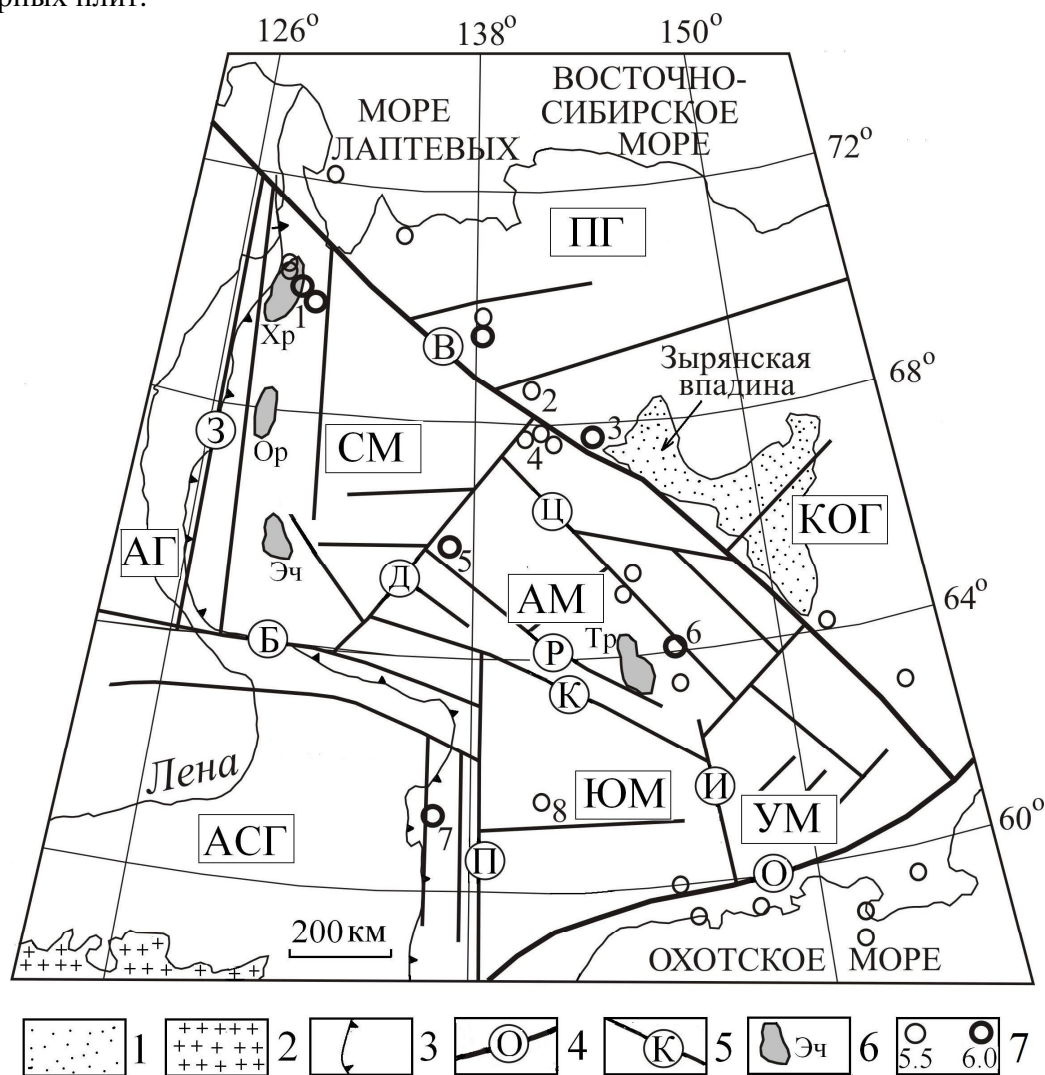 рных плит.
126° 138° 150°
ВОСТОЧНО-
СИБИРСКОЕ
МОРЕ
МОРЕ
ЛАПТЕВЫХ
72°
ПГ
1
Хр
В
Зырянская
впадина
68°
2
3
4
З
СМ
Ор
Ц
КОГ
АГ
Эч
5
Д
АМ
64°
Б
Тр
6
Р
К
Лена
ЮМ
И
8
УМ
60°
АСГ
7
П
О
200 км
ОХОТСКОЕ МОРЕ
1 2 3 О 4 К 5 Эч 6 5.5 6.0 7